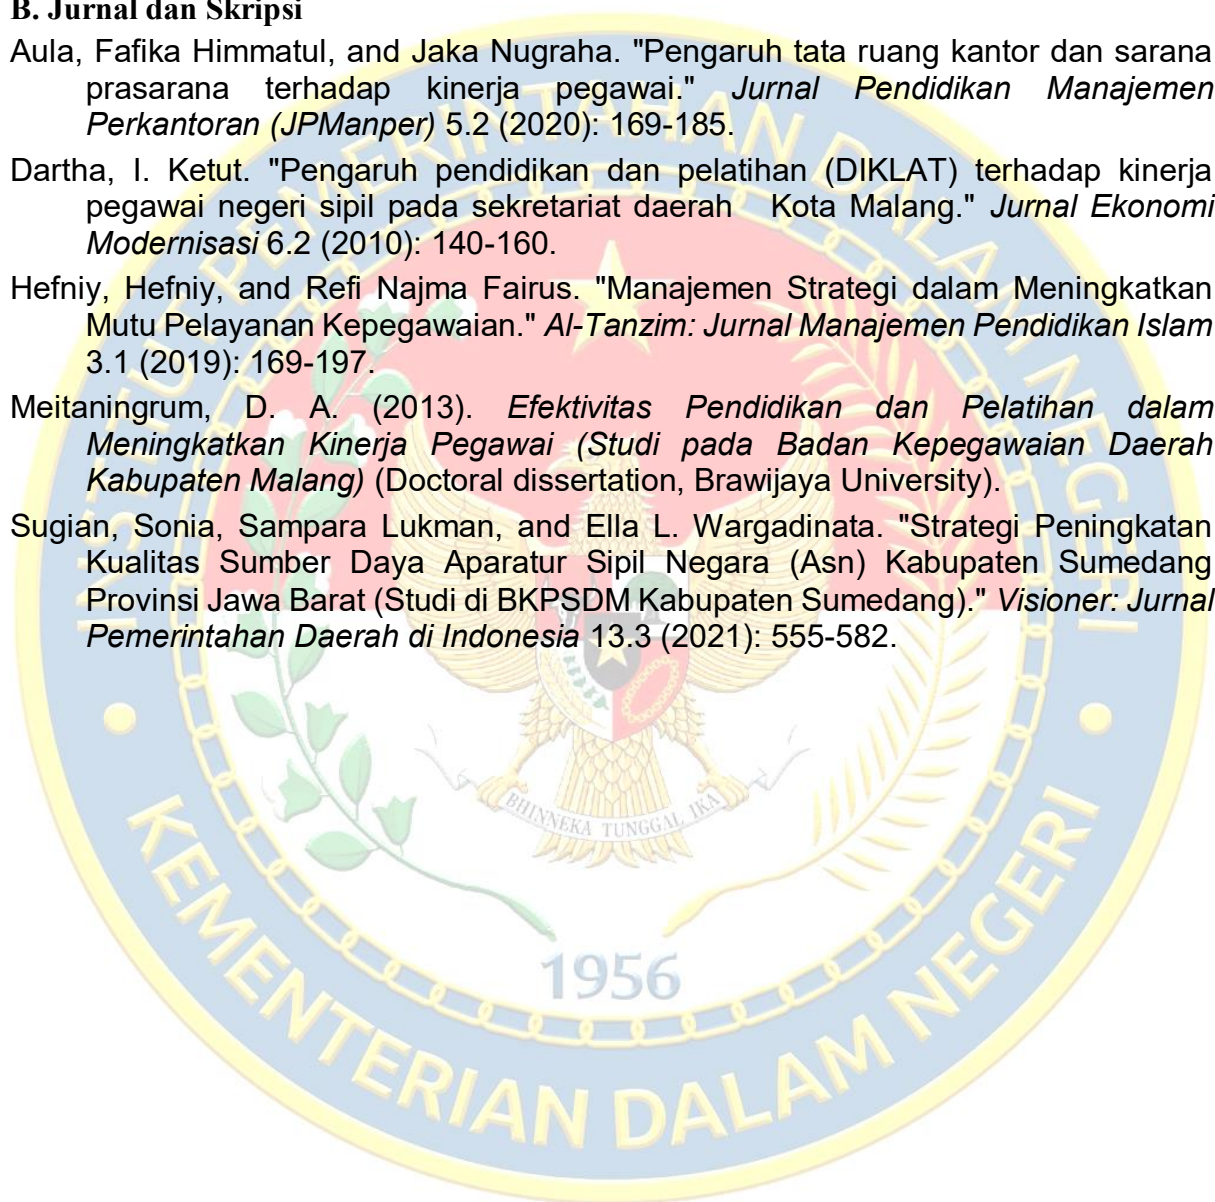 B. Jurnal dan Skripsi
Aula, Fafika Himmatul, and Jaka Nugraha. "Pengaruh tata ruang kantor dan sarana
prasarana terhadap kinerja pegawai." Jurnal Pendidikan Manajemen
Perkantoran (JPManper) 5.2 (2020): 169-185.
Dartha, I. Ketut. "Pengaruh pendidikan dan pelatihan (DIKLAT) terhadap kinerja
pegawai negeri sipil pada sekretariat daerah Kota Malang." Jurnal Ekonomi
Modernisasi 6.2 (2010): 140-160.
Hefniy, Hefniy, and Refi Najma Fairus. "Manajemen Strategi dalam Meningkatkan
Mutu Pelayanan Kepegawaian." Al-Tanzim: Jurnal Manajemen Pendidikan Islam
3.1 (2019): 169-197.
Meitaningrum, D. A. (2013). Efektivitas Pendidikan dan Pelatihan dalam
Meningkatkan Kinerja Pegawai (Studi pada Badan Kepegawaian Daerah
Kabupaten Malang) (Doctoral dissertation, Brawijaya University).
Sugian, Sonia, Sampara Lukman, and Ella L. Wargadinata. "Strategi Peningkatan
Kualitas Sumber Daya Aparatur Sipil Negara (Asn) Kabupaten Sumedang
Provinsi Jawa Barat (Studi di BKPSDM Kabupaten Sumedang)." Visioner: Jurnal
Pemerintahan Daerah di Indonesia 13.3 (2021): 555-582.
INSTITUT PEMERINTAHAN DALAM NEGERI
BHINNEKA TUNGGAL IKA
1956
KEMENTERIAN DALAM NEGERI